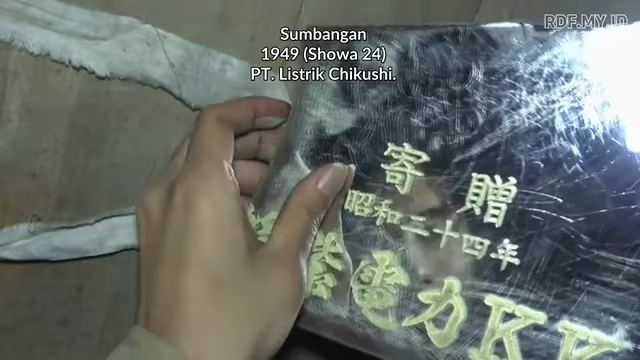 Sumbangan
RDF.MY.ID
1949 (Showa 24)
PT. Listrik Chikushi.
寄贈
昭和二十四年
紫電力KK